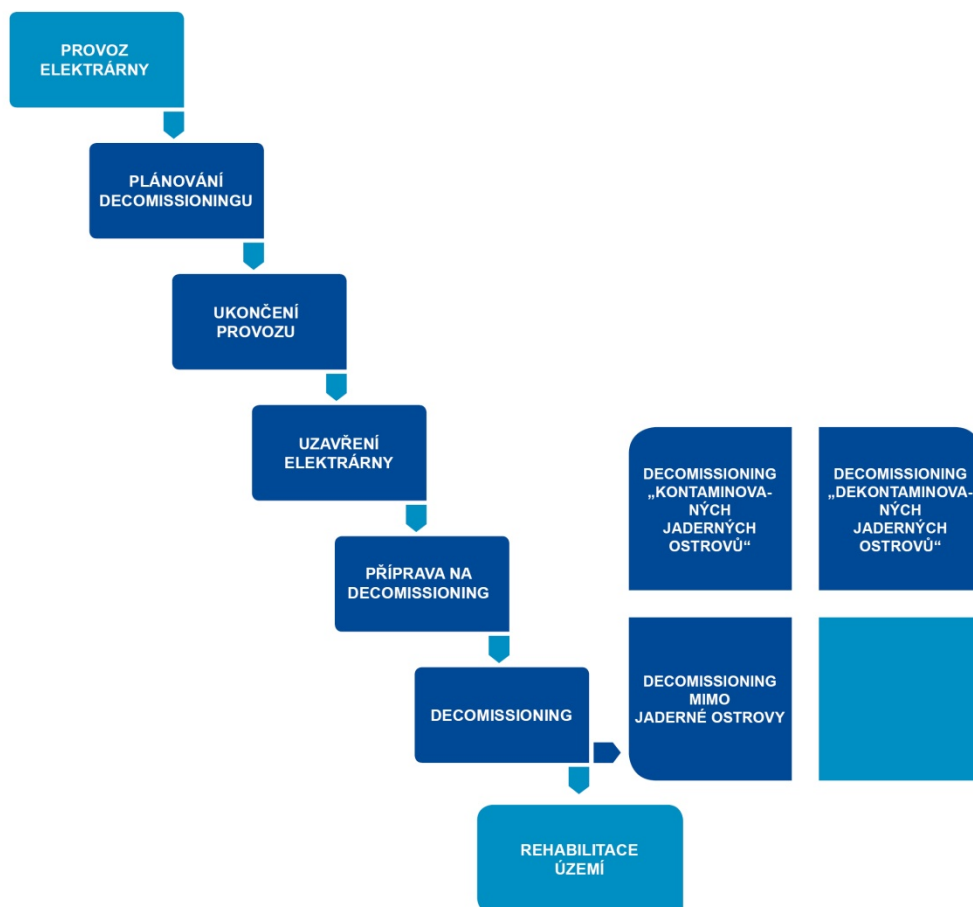 PROVOZ
ELEKTRÁRNY
PLÁNOVÁNÍ
DECOMISSIONINGU
UKONČENÍ
PROVOZU
UZAVŘENÍ
ELEKTRÁRNY
PŘÍPRAVA NA
DECOMISSIONING
DECOMISSIONING
DECOMISSIONING
„KONTAMINOVA-
NÝCH
JADERNÝCH
OSTROVŮ“
DECOMISSIONING
„DEKONTAMINOVA-
NÝCH
JADERNÝCH
OSTROVŮ“
DECOMISSIONING
MIMO
JADERNÉ OSTROVY
REHABILITACE
ÚZEMÍ